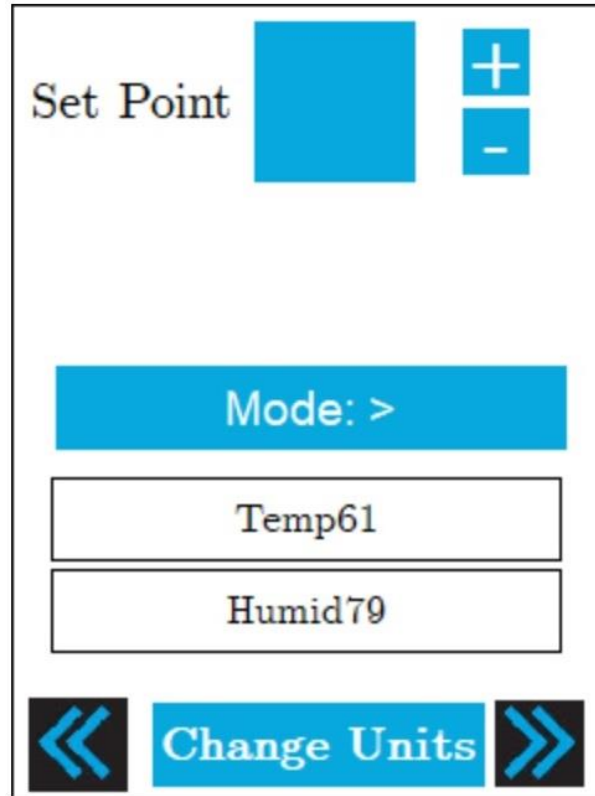 Set Point
+
-
Mode: >
Temp61
Humid79
Change Units